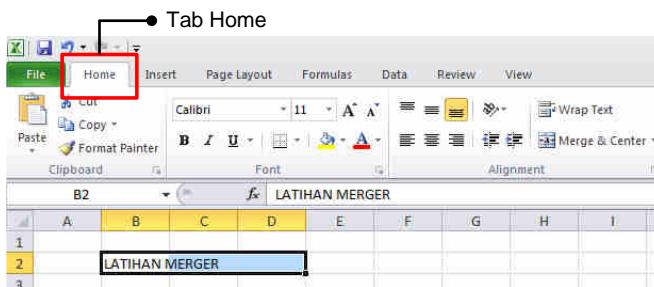 Tab Home
File Home Insert Page Layout Formulas Data Review View
Cut
Calibri 11 A A Wrap Text
Paste Copy
Format Painter B I U A Merge & Center
Clipboard Font Alignment
B2 fx LATIHAN MERGER
A B C D E F G H I
1
2 LATIHAN MERGER
3